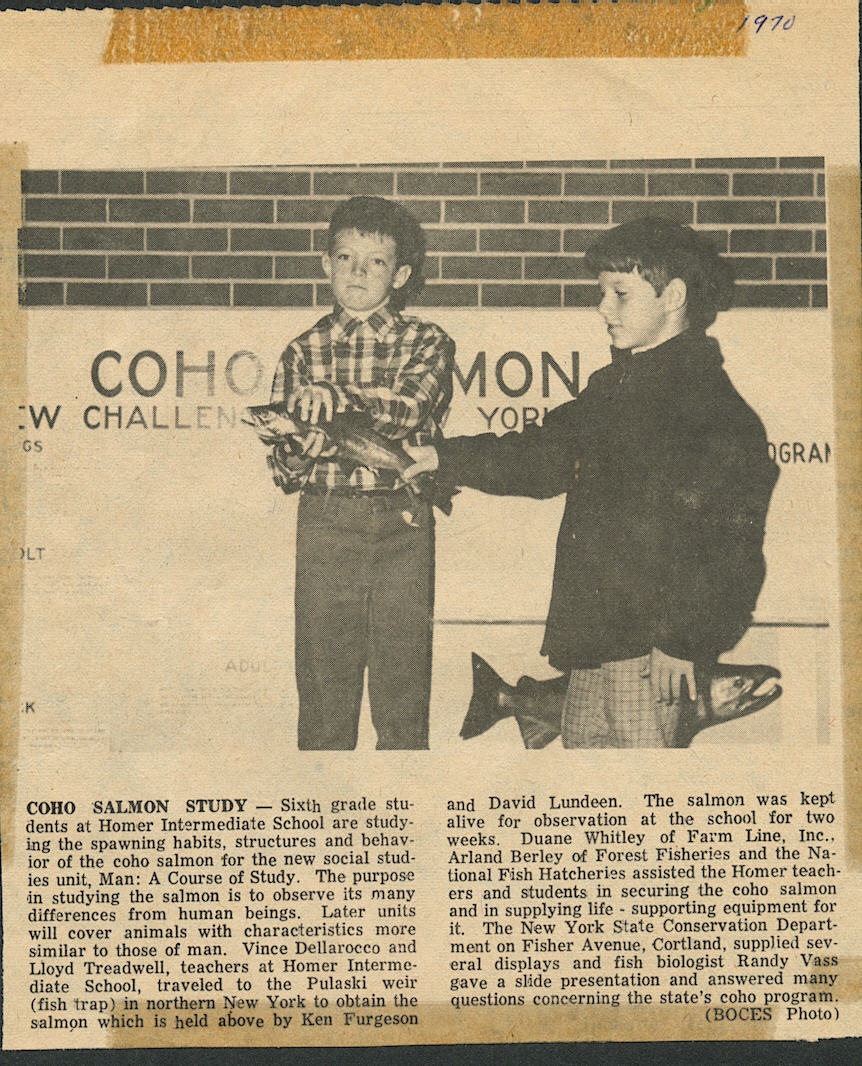 1970
COHO MON
EW CHALLEN YORK
GS
OGRAM
OLT
ADUL
CK
COHO SALMON STUDY — Sixth grade stu-
dents at Homer Intermediate School are study-
ing the spawning habits, structures and behav-
ior of the coho salmon for the new social stud-
ies unit, Man: A Course of Study. The purpose
in studying the salmon is to observe its many
differences from human beings. Later units
will cover animals with characteristics more
similar to those of man. Vince Dellarocco and
Lloyd Treadwell, teachers at Homer Interme-
diate School, traveled to the Pulaski weir
(fish trap) in northern New York to obtain the
salmon which is held above by Ken Furgeson
and David Lundeen. The salmon was kept
alive for observation at the school for two
weeks. Duane Whitley of Farm Line, Inc.,
Arland Berley of Forest Fisheries and the Na-
tional Fish Hatcheries assisted the Homer teach-
ers and students in securing the coho salmon
and in supplying life - supporting equipment for
it. The New York State Conservation Depart-
ment on Fisher Avenue, Cortland, supplied sev-
eral displays and fish biologist Randy Vass
gave a slide presentation and answered many
questions concerning the state's coho program.
(BOCES Photo)